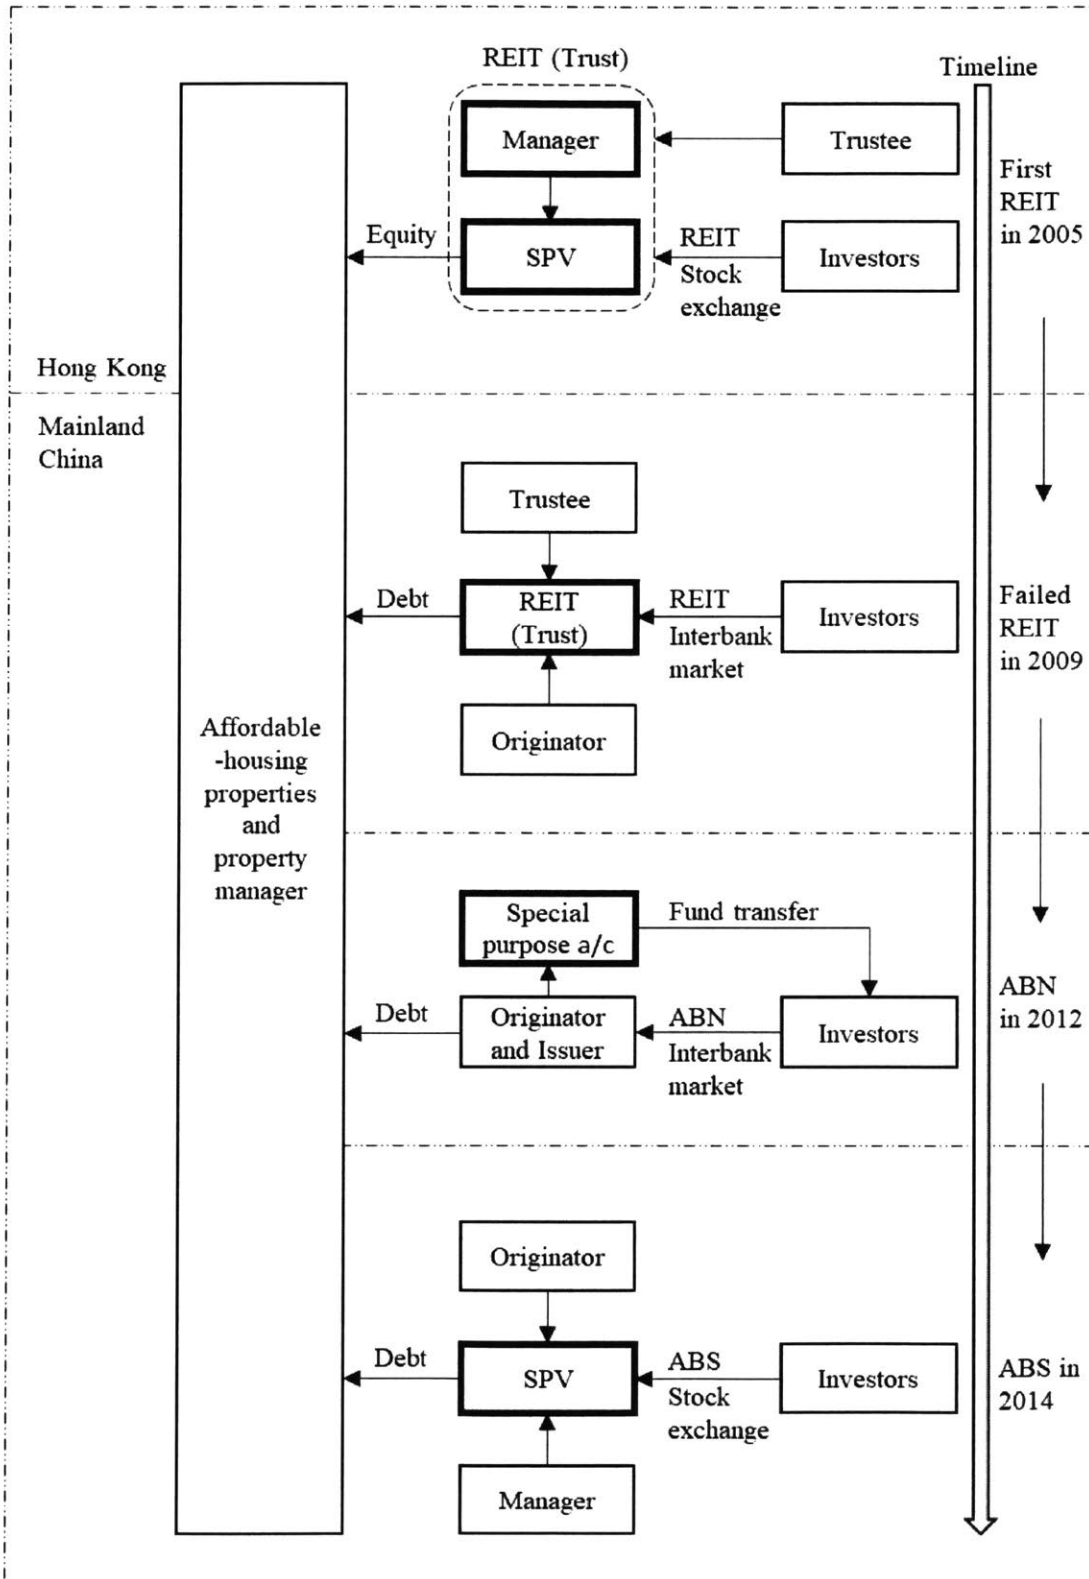 REIT (Trust)
Timeline
Manager
Trustee
First
REIT
in 2005
Equity
SPV
REIT
Stock
exchange
Investors
Hong Kong
Mainland
China
Trustee
Debt
REIT
(Trust)
REIT
Interbank
market
Investors
Failed
REIT
in 2009
Originator
Affordable
-housing
properties
and
property
manager
Special
purpose a/c
Fund transfer
Debt
Originator
and Issuer
ABN
Interbank
market
Investors
ABN
in 2012
Originator
Debt
SPV
ABS
Stock
exchange
Investors
ABS in
2014
Manager